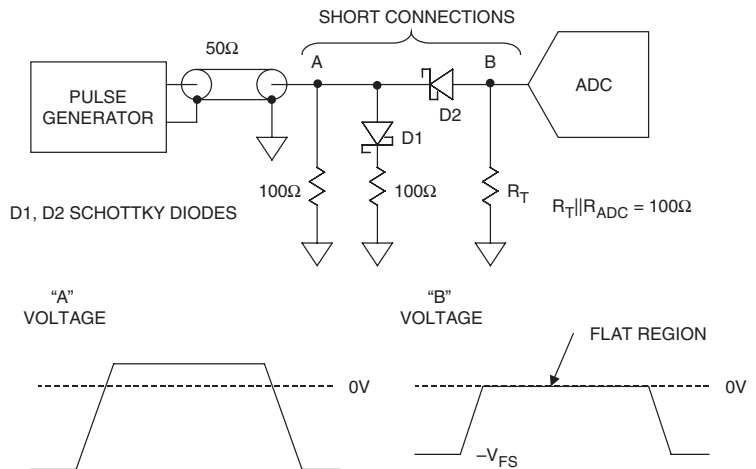 SHORT CONNECTIONS
50Ω
A
B
PULSE
GENERATOR
ADC
D2
D1
100Ω
100Ω
R_T
R_T||R_ADC = 100Ω
D1, D2 SCHOTTKY DIODES
“A”
VOLTAGE
0V
“B”
VOLTAGE
FLAT REGION
0V
–V_FS